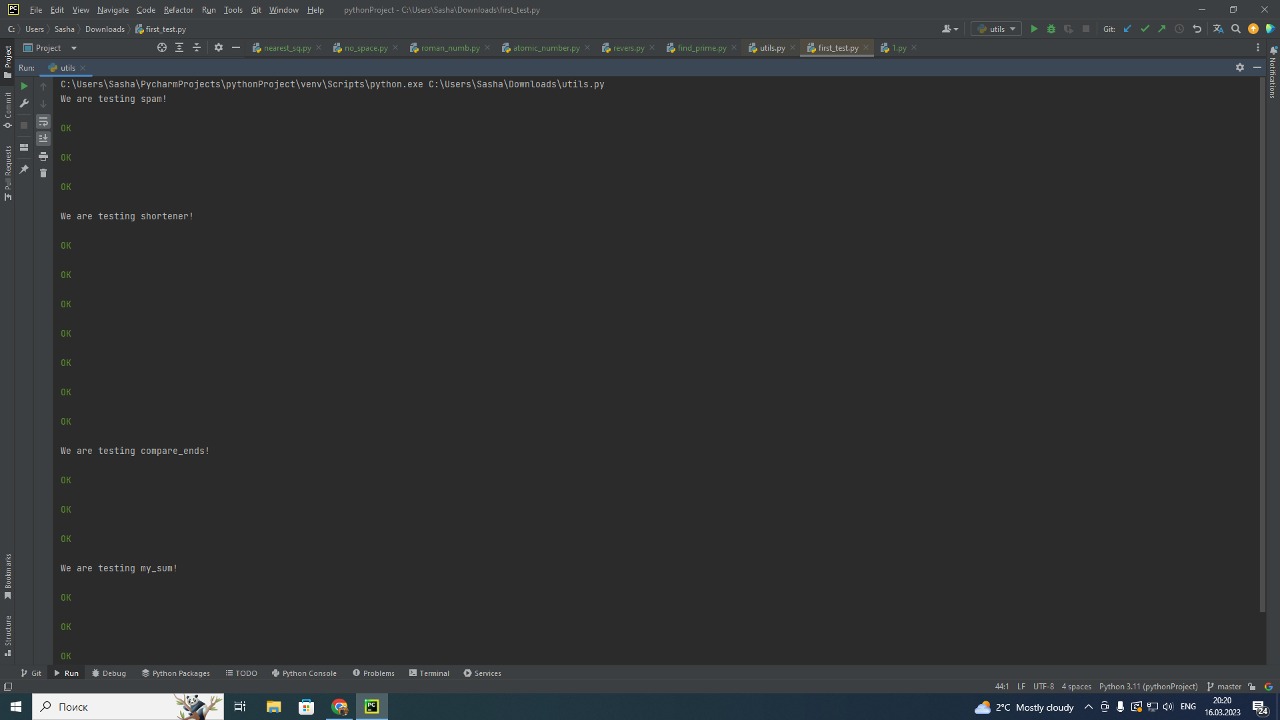 File Edit View Navigate Code Refactor Run Tools Git Window Help pythonProject - C:\Users\Sasha\Downloads\first_test.py
C: Users Sasha Downloads first_test.py utils Git:
Project nearest_sq.py no_space.py roman_numb.py atomic_number.py revers.py find_prime.py utils.py first_test.py 1.py
Run: utils
C:\Users\Sasha\PycharmProjects\pythonProject\venv\Scripts\python.exe C:\Users\Sasha\Downloads\utils.py
We are testing spam!
OK
OK
OK
We are testing shortener!
OK
OK
OK
OK
OK
OK
OK
We are testing compare_ends!
OK
OK
OK
We are testing my_sum!
OK
OK
OK
Project
Commit
Pull Requests
Bookmarks
Structure
Notifications
Git Run Debug Python Packages TODO Python Console Problems Terminal Services
44:1 LF UTF-8 4 spaces Python 3.11 (pythonProject) master
Поиск
2°C Mostly cloudy ENG 20:20
16.03.2023 24